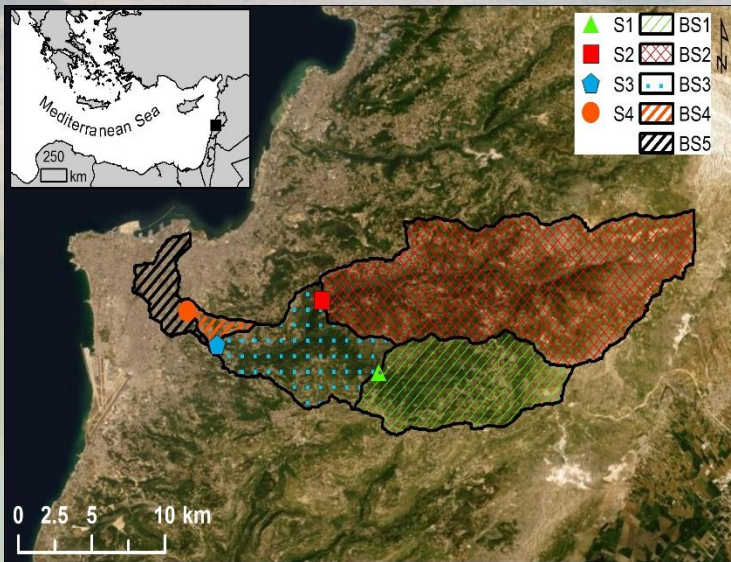 Mediterranean Sea
250
km
S1 BS1
S2 BS2
S3 BS3
S4 BS4
BS5
N
0 2.5 5 10 km